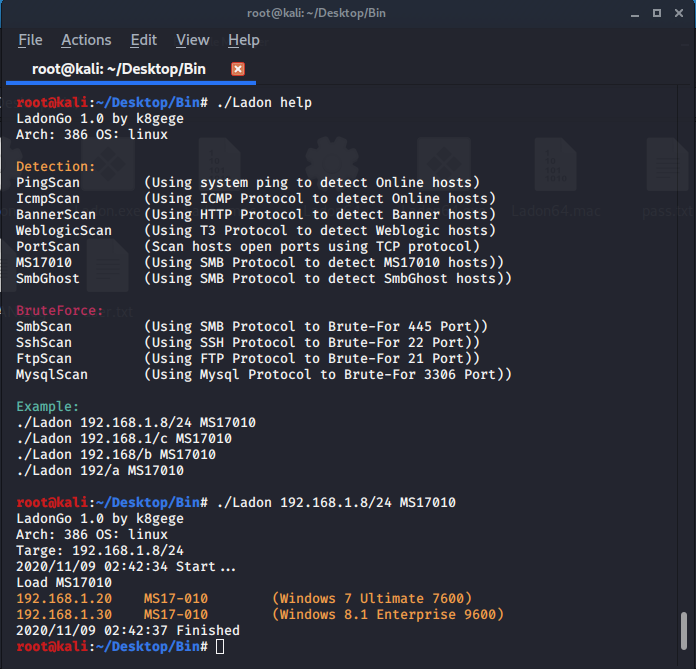 root@kali: ~/Desktop/Bin
File Actions Edit View Help
root@kali: ~/Desktop/Bin
root@kali:~/Desktop/Bin# ./Ladon help
LadonGo 1.0 by k8gege
Arch: 386 OS: linux
Detection:
PingScan (Using system ping to detect Online hosts)
IcmpScan (Using ICMP Protocol to detect Online hosts)
BannerScan (Using HTTP Protocol to detect Banner hosts)
WeblogicScan (Using T3 Protocol to detect Weblogic hosts)
PortScan (Scan hosts open ports using TCP protocol)
MS17010 (Using SMB Protocol to detect MS17010 hosts))
SmbGhost (Using SMB Protocol to detect SmbGhost hosts))
BruteForce:
SmbScan (Using SMB Protocol to Brute-For 445 Port))
SshScan (Using SSH Protocol to Brute-For 22 Port))
FtpScan (Using FTP Protocol to Brute-For 21 Port))
MysqlScan (Using Mysql Protocol to Brute-For 3306 Port))
Example:
./Ladon 192.168.1.8/24 MS17010
./Ladon 192.168.1/c MS17010
./Ladon 192.168/b MS17010
./Ladon 192/a MS17010
root@kali:~/Desktop/Bin# ./Ladon 192.168.1.8/24 MS17010
LadonGo 1.0 by k8gege
Arch: 386 OS: linux
Targe: 192.168.1.8/24
2020/11/09 02:42:34 Start...
Load MS17010
192.168.1.20 MS17-010 (Windows 7 Ultimate 7600)
192.168.1.30 MS17-010 (Windows 8.1 Enterprise 9600)
2020/11/09 02:42:37 Finished
root@kali:~/Desktop/Bin#
Ladon64.mac